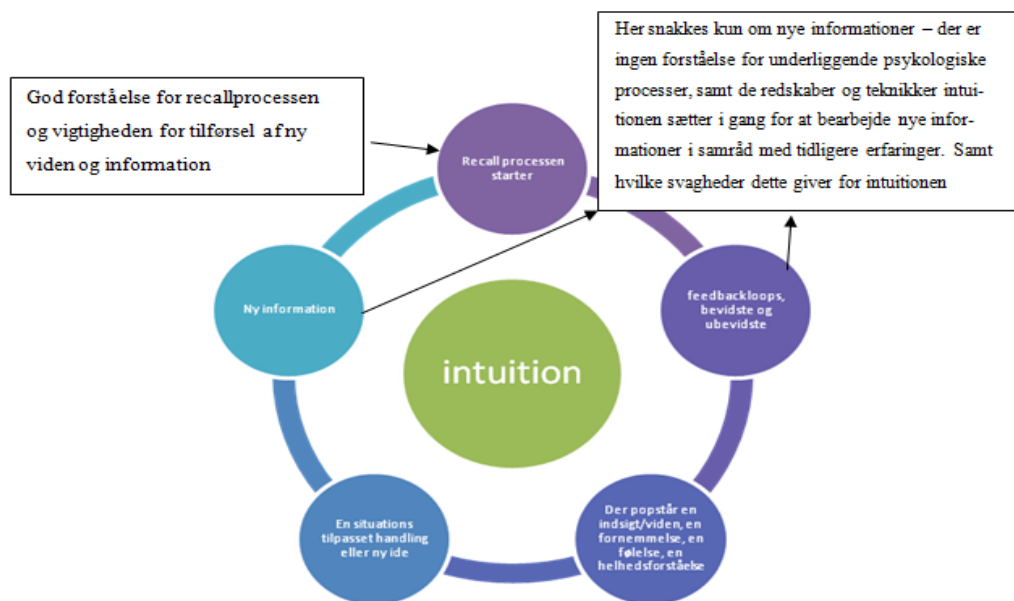 God forståelse for recallprocessen
og vigtigheden for tilførsel af ny
viden og information
Her snakkes kun om nye informationer – der er
ingen forståelse for underliggende psykologiske
processer, samt de redskaber og teknikker intui-
tionen sætter i gang for at bearbejde nye infor-
mationer i samråd med tidligere erfaringer. Samt
hvilke svagheder dette giver for intuitionen
Recall processen
starter
feedbackloops,
bevidste og
ubevidste
Der popstår en
indsigt/viden, en
fornemmelse, en
følelse, en
helhedsforståelse
En situations
tilpasset handling
eller ny ide
Ny information
intuition